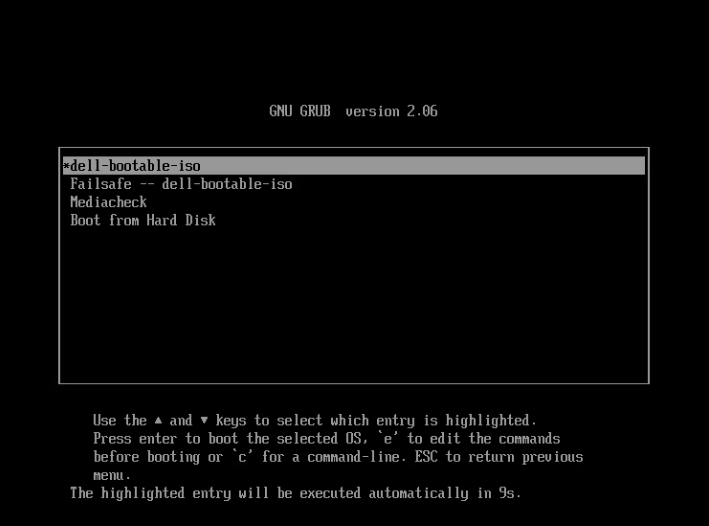 GNU GRUB  version 2.06
*dell-bootable-iso
Failsafe -- dell-bootable-iso
Mediacheck
Boot from Hard Disk
Use the ▲ and ▼ keys to select which entry is highlighted.
Press enter to boot the selected OS, `e' to edit the commands
before booting or `c' for a command-line. ESC to return previous
menu.
The highlighted entry will be executed automatically in 9s.